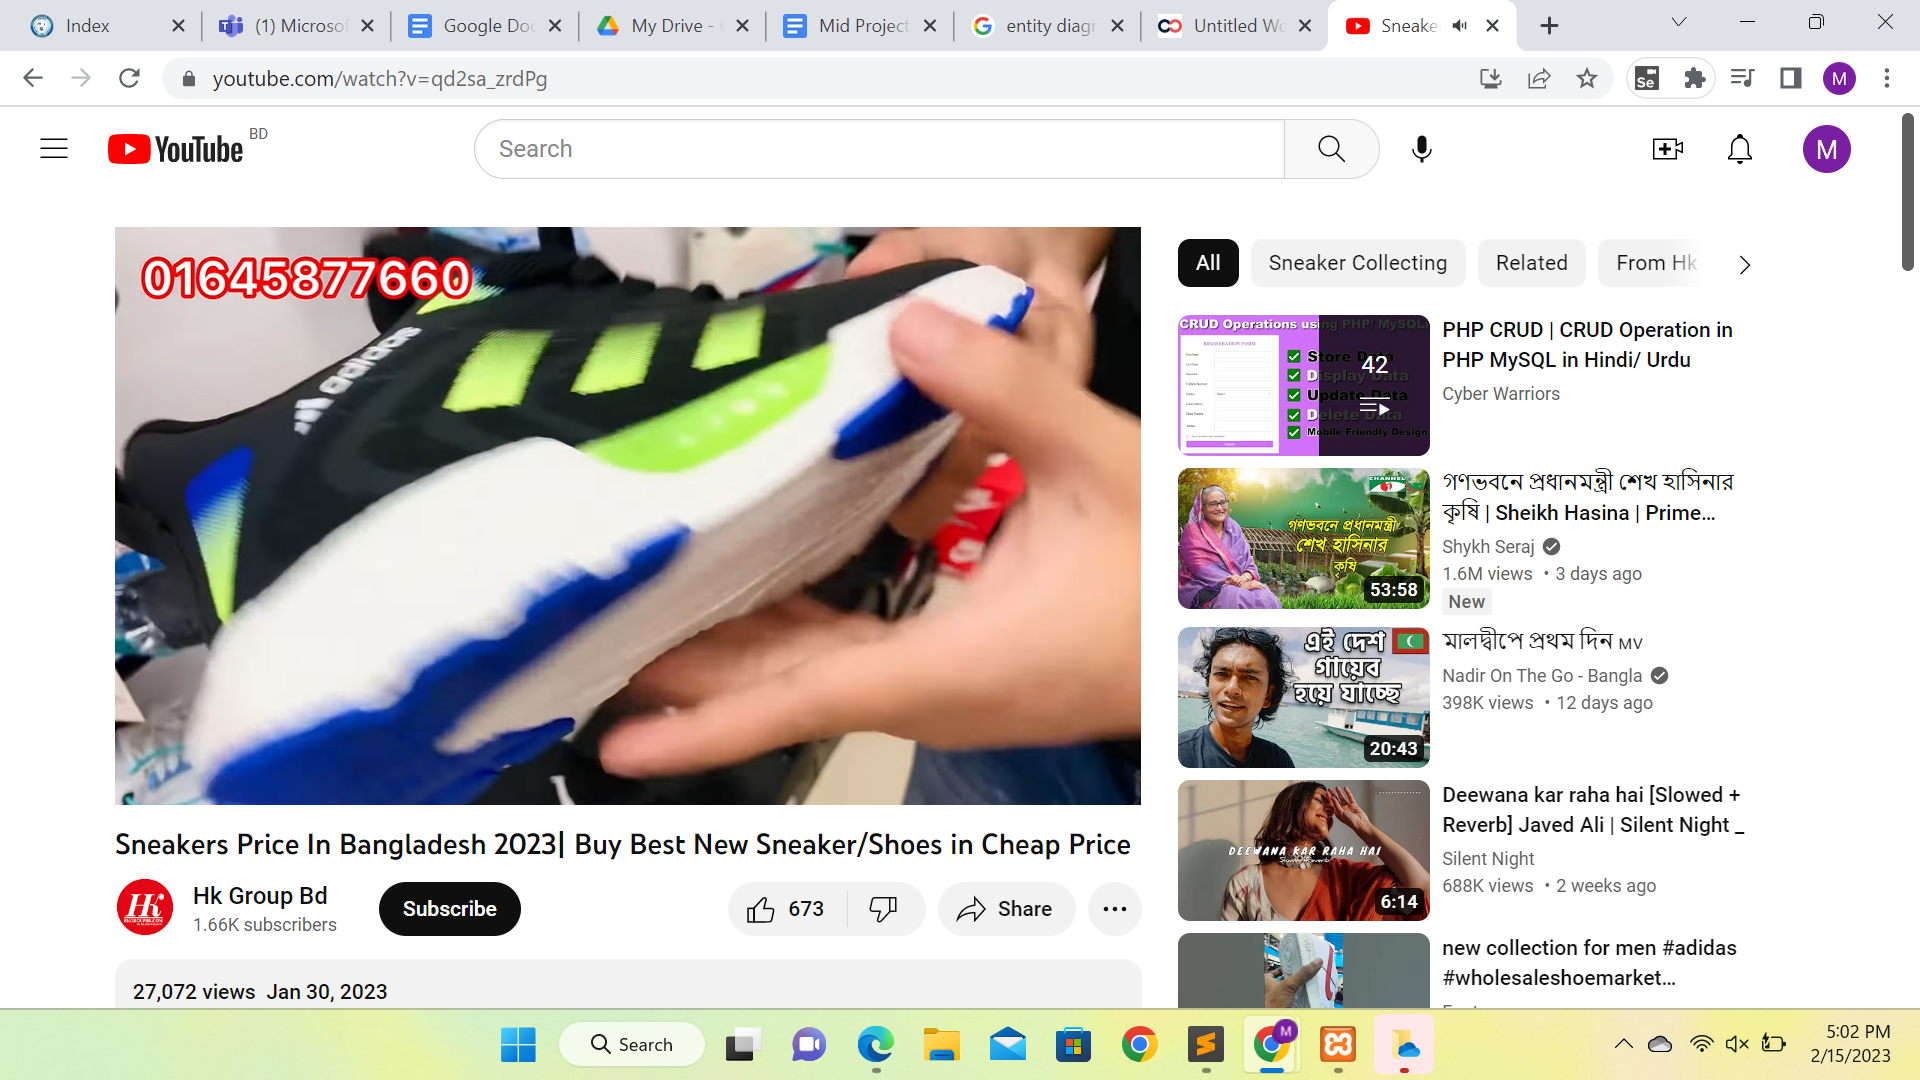 Index
(1) Microsof
Google Doc
My Drive -
Mid Project
entity diagr
Untitled Wo
Sneake
youtube.com/watch?v=qd2sa_zrdPg
Se
M
YouTube
BD
Search
M
01645877660
adidas
All
Sneaker Collecting
Related
From Hk
CRUD Operations using PHP/ MySQL
REGISTRATION FORM
Store Data
Display Data
Update Data
Delete Data
Mobile Friendly Design
42
PHP CRUD | CRUD Operation in
PHP MySQL in Hindi/ Urdu
Cyber Warriors
CHANNEL
গণভবনে প্রধানমন্ত্রী
শেখ হাসিনার
কৃষি
53:58
গণভবনে প্রধানমন্ত্রী শেখ হাসিনার
কৃষি | Sheikh Hasina | Prime...
Shykh Seraj
1.6M views • 3 days ago
New
এই দেশ
গায়েব
হয়ে যাচ্ছে
20:43
মালদ্বীপে প্রথম দিন MV
Nadir On The Go - Bangla
398K views • 12 days ago
DEEWANA KAR RAHA HAI
6:14
Deewana kar raha hai [Slowed +
Reverb] Javed Ali | Silent Night _
Silent Night
688K views • 2 weeks ago
new collection for men #adidas
#wholesaleshoemarket...
Sneakers Price In Bangladesh 2023| Buy Best New Sneaker/Shoes in Cheap Price
HK
Hk Group Bd
1.66K subscribers
Subscribe
673
Share
27,072 views Jan 30, 2023
Search
M
5:02 PM
2/15/2023